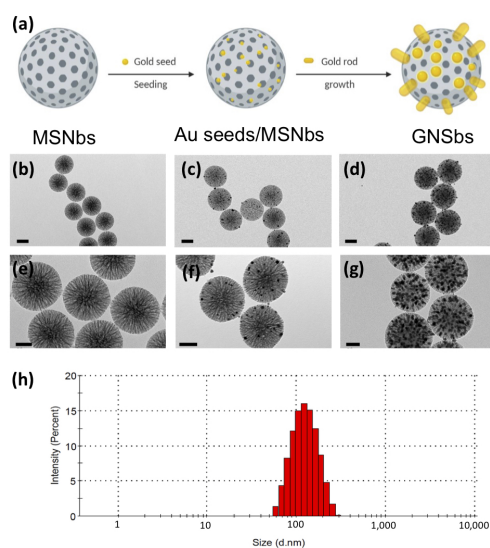 (a)
Gold seed
Seeding
Gold rod
growth
MSNbs
Au seeds/MSNbs
GNSbs
(b)
(c)
(d)
(e)
(f)
(g)
(h)
20
15
10
5
0
Intensity (Percent)
1
10
100
1,000
10,000
Size (d.nm)